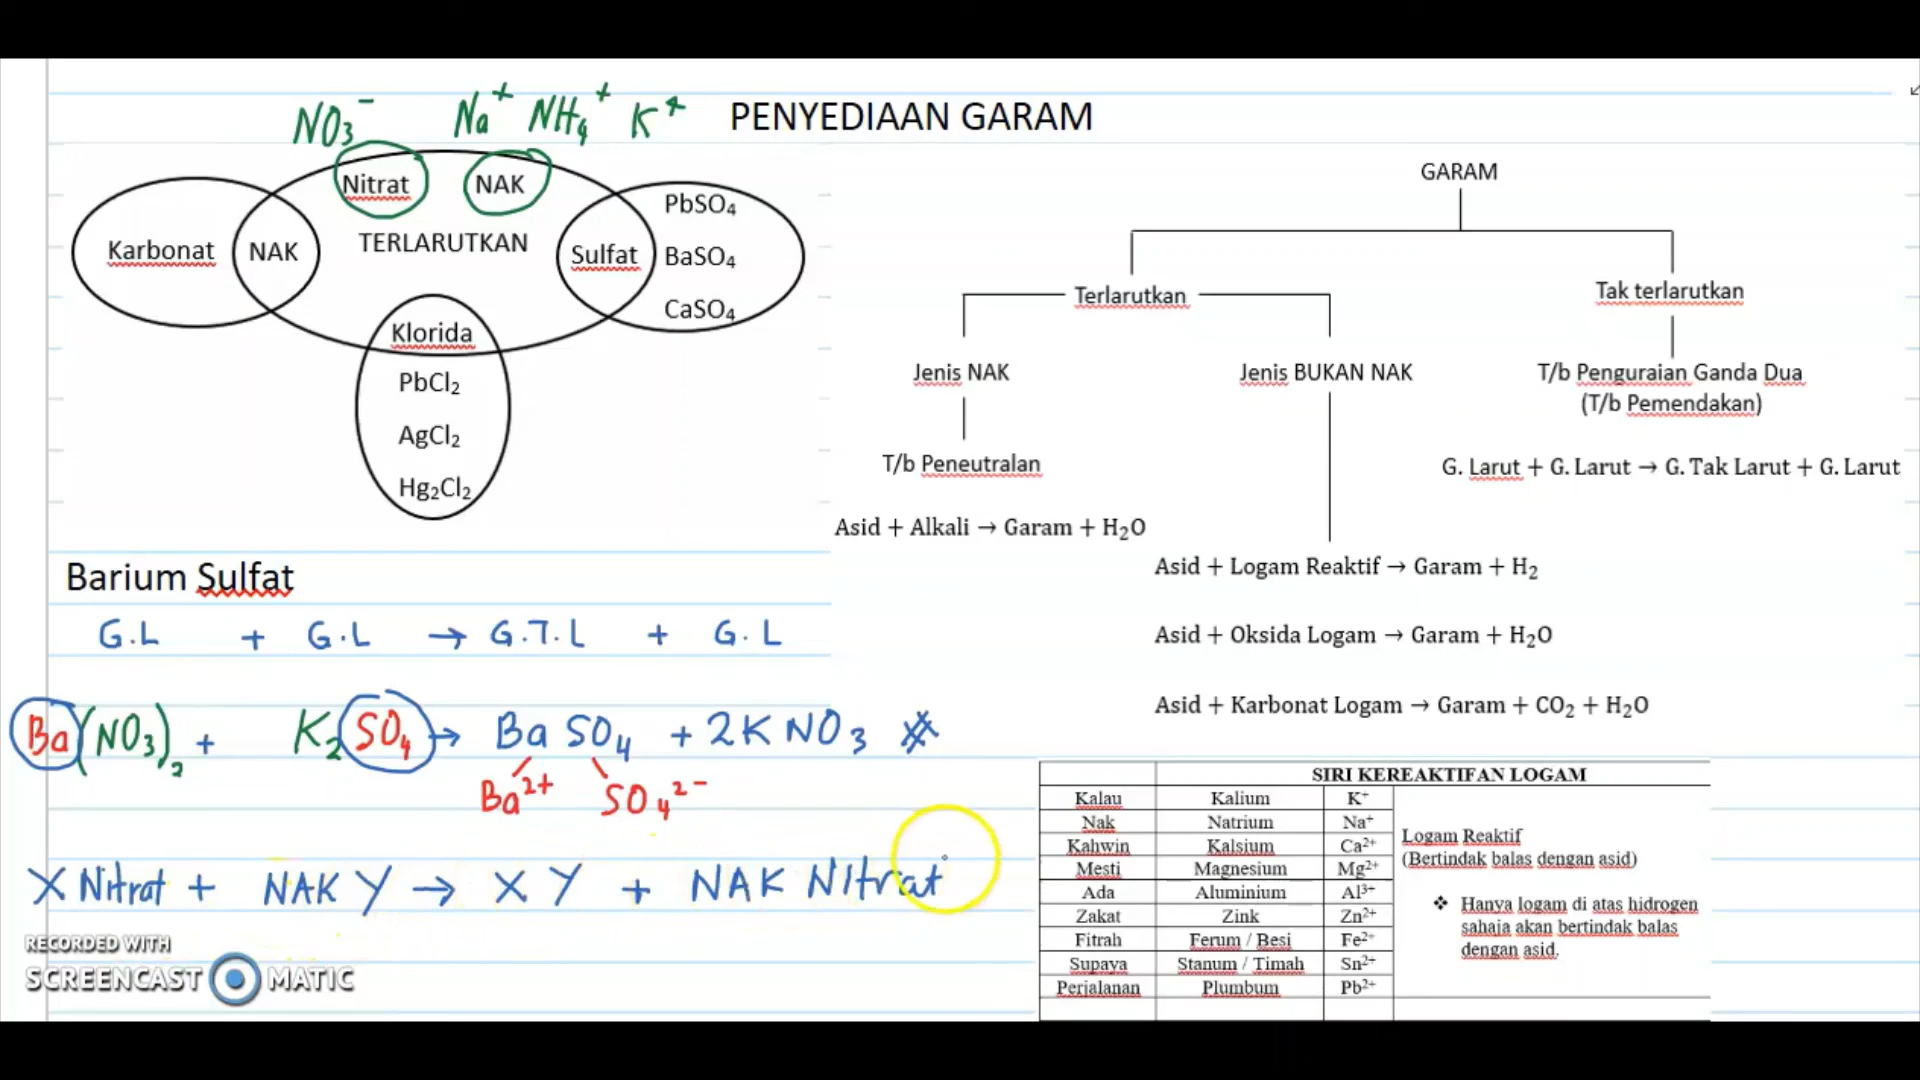 NO₃⁻ Na⁺ NH₄⁺ K⁺
PENYEDIAAN GARAM
Nitrat NAK
Karbonat NAK TERLARUTKAN Sulfat
PbSO₄
BaSO₄
CaSO₄
Klorida
PbCl₂
AgCl₂
Hg₂Cl₂
GARAM
Terlarutkan
Tak terlarutkan
Jenis NAK
Jenis BUKAN NAK
T/b Penguraian Ganda Dua
(T/b Pemendakan)
T/b Peneutralan
G. Larut + G. Larut → G. Tak Larut + G. Larut
Asid + Alkali → Garam + H₂O
Asid + Logam Reaktif → Garam + H₂
Asid + Oksida Logam → Garam + H₂O
Asid + Karbonat Logam → Garam + CO₂ + H₂O
Barium Sulfat
G.L + G.L → G.T.L + G.L
Ba(NO₃)₂ + K₂SO₄ → BaSO₄ + 2KNO₃
Ba²⁺ SO₄²⁻
X Nitrat + NAK Y → X Y + NAK Nitrat
SIRI KEREAKTIFAN LOGAM
Kalau Kalium K⁺
Nak Natrium Na⁺
Kahwin Kalsium Ca²⁺
Mesti Magnesium Mg²⁺
Ada Aluminium Al³⁺
Zakat Zink Zn²⁺
Fitrah Ferum / Besi Fe²⁺
Supaya Stanum / Timah Sn²⁺
Perjalanan Plumbum Pb²⁺
Logam Reaktif
(Bertindak balas dengan asid)
❖ Hanya logam di atas hidrogen
sahaja akan bertindak balas
dengan asid.
RECORDED WITH
SCREENCAST MATIC